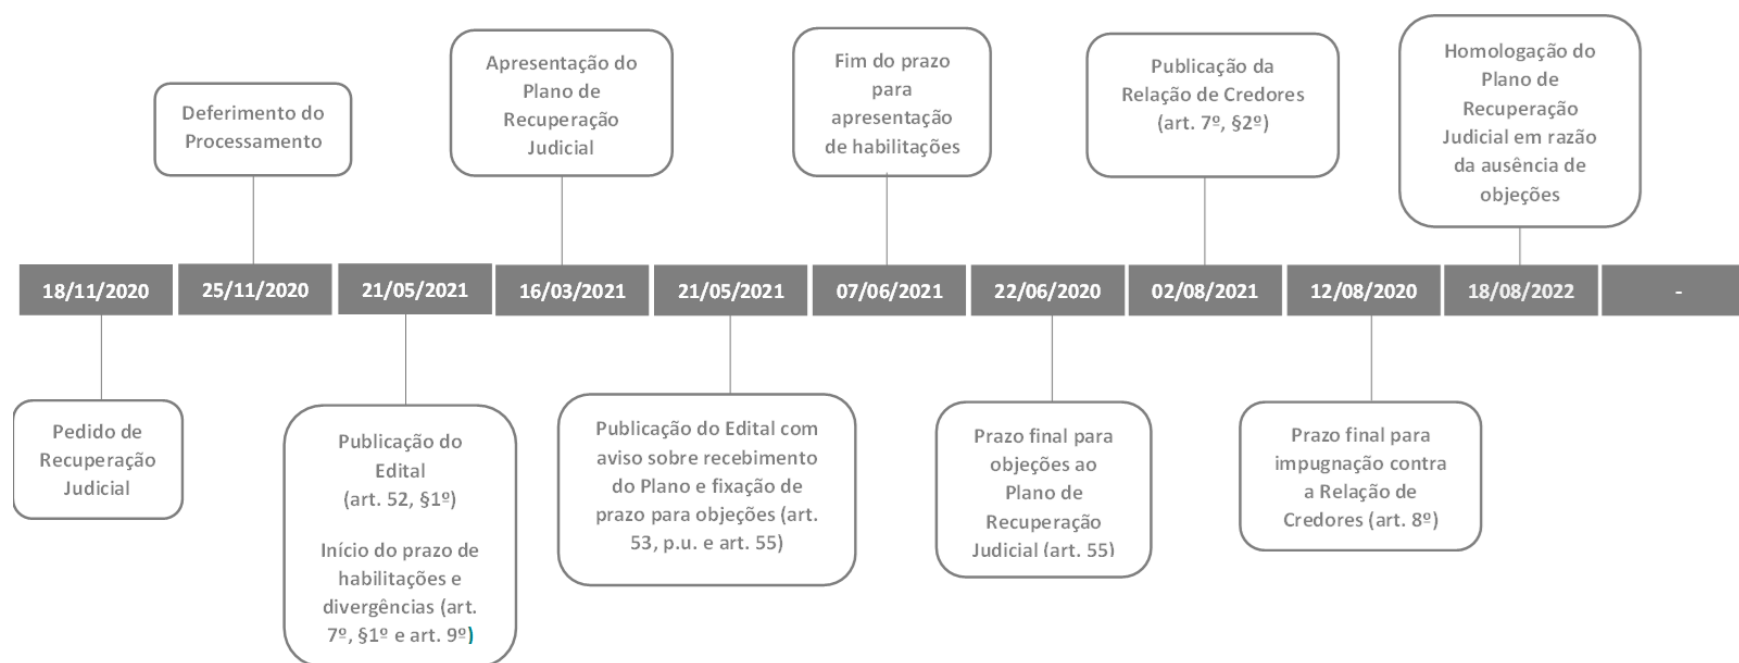 Deferimento do
Processamento
Apresentação do
Plano de
Recuperação
Judicial
Fim do prazo
para
apresentação
de habilitações
Publicação da
Relação de Credores
(art. 7º, §2º)
Homologação do
Plano de
Recuperação
Judicial em razão
da ausência de
objeções
18/11/2020 25/11/2020 21/05/2021 16/03/2021 21/05/2021 07/06/2021 22/06/2020 02/08/2021 12/08/2020 18/08/2022 -
Pedido de
Recuperação
Judicial
Publicação do
Edital
(art. 52, §1º)
Início do prazo de
habilitações e
divergências (art.
7º, §1º e art. 9º)
Publicação do Edital com
aviso sobre recebimento
do Plano e fixação de
prazo para objeções (art.
53, p.u. e art. 55)
Prazo final para
objeções ao
Plano de
Recuperação
Judicial (art. 55)
Prazo final para
impugnação contra
a Relação de
Credores (art. 8º)